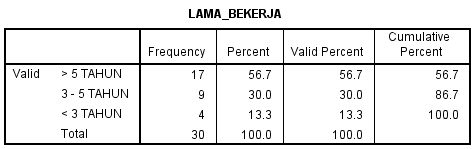 LAMA_BEKERJA
Frequency Percent Valid Percent Cumulative Percent
Valid > 5 TAHUN 17 56.7 56.7 56.7
3 - 5 TAHUN 9 30.0 30.0 86.7
< 3 TAHUN 4 13.3 13.3 100.0
Total 30 100.0 100.0